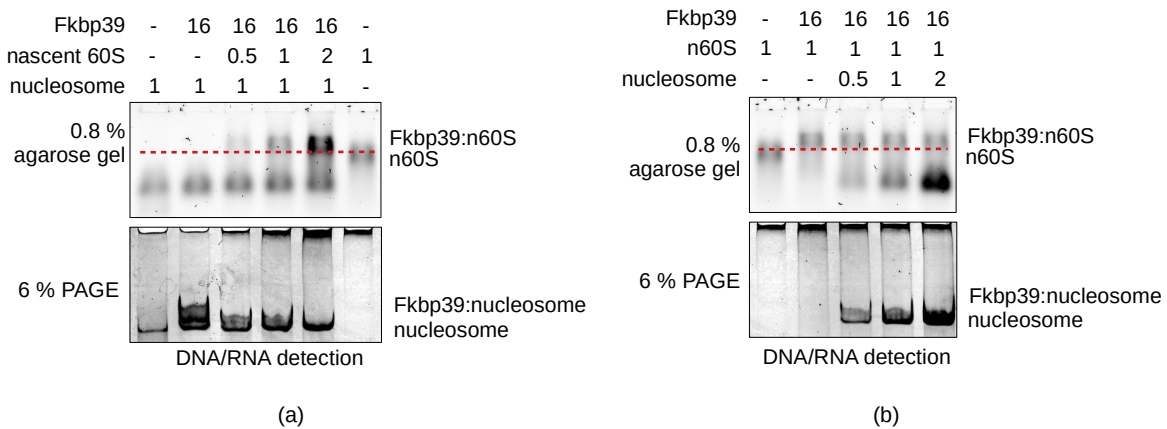 Fkbp39 - 16 16 16 16 -
nascent 60S - - 0.5 1 2 1
nucleosome 1 1 1 1 1 -
0.8 %
agarose gel
Fkbp39:n60S
n60S
6 % PAGE
Fkbp39:nucleosome
nucleosome
DNA/RNA detection
(a)
Fkbp39 - 16 16 16 16
n60S 1 1 1 1 1
nucleosome - - 0.5 1 2
0.8 %
agarose gel
Fkbp39:n60S
n60S
6 % PAGE
Fkbp39:nucleosome
nucleosome
DNA/RNA detection
(b)